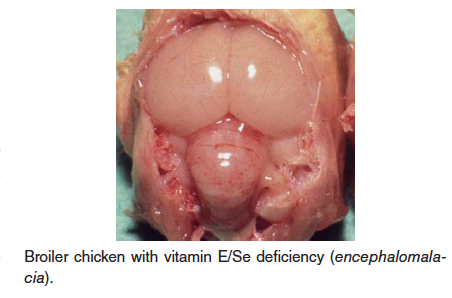 Broiler chicken with vitamin E/Se deficiency (encephalomala-
cia).